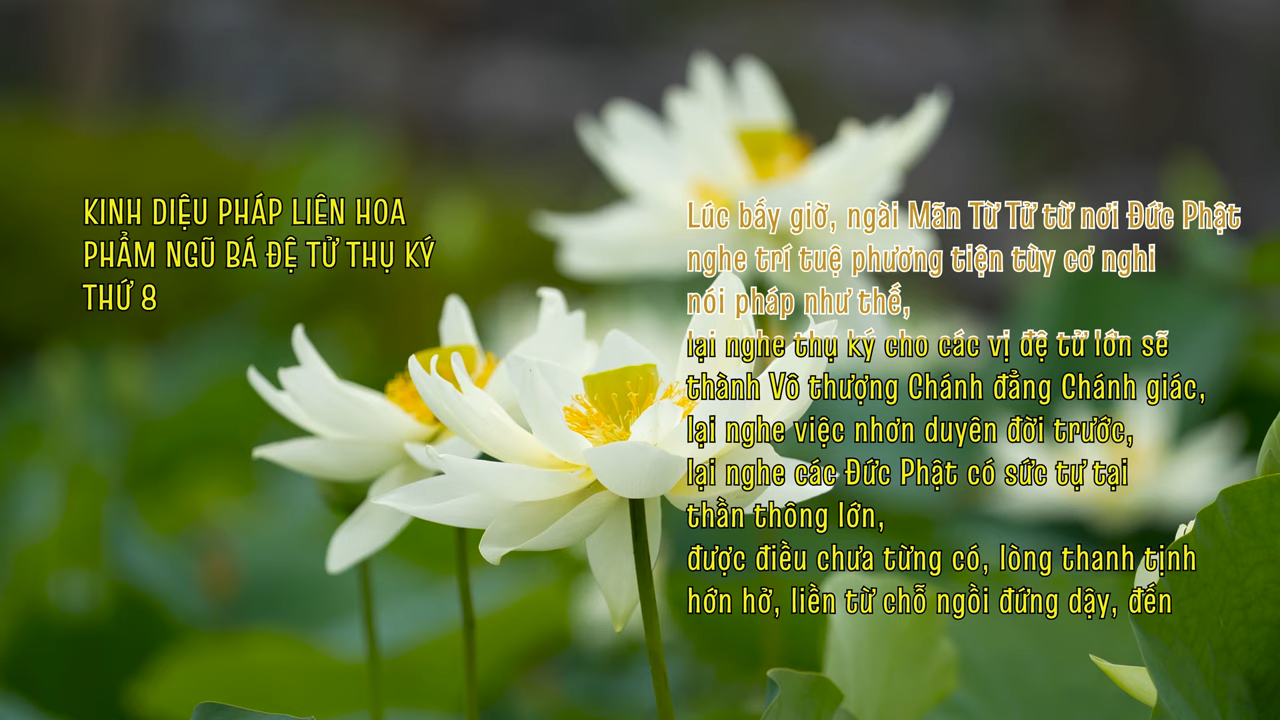 KINH DIỆU PHÁP LIÊN HOA
PHẨM NGŨ BÁ ĐỆ TỬ THỤ KÝ
THỨ 8
Lúc bấy giờ, ngài Mãn Từ Tử từ nơi Đức Phật
nghe trí tuệ phương tiện tùy cơ nghi
nói pháp như thế,
lại nghe thụ ký cho các vị đệ tử lớn sẽ
thành Vô thượng Chánh đẳng Chánh giác,
lại nghe việc nhơn duyên đời trước,
lại nghe các Đức Phật có sức tự tại
thần thông lớn,
được điều chưa từng có, lòng thanh tịnh
hớn hở, liền từ chỗ ngồi đứng dậy, đến